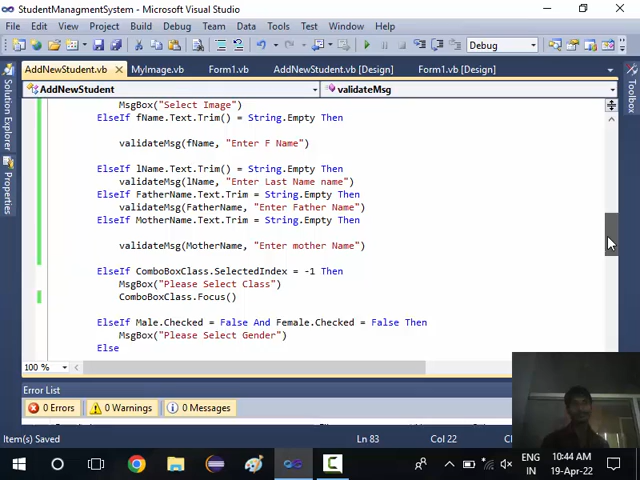 StudentManagmentSystem - Microsoft Visual Studio
File Edit View Project Build Debug Team Data Tools Test Window Help
Debug
AddNewStudent.vb MyImage.vb Form1.vb AddNewStudent.vb [Design] Form1.vb [Design]
AddNewStudent validateMsg
Solution Explorer
Properties
Toolbox
MsgBox("Select Image")
ElseIf fName.Text.Trim() = String.Empty Then
validateMsg(fName, "Enter F Name")
ElseIf lName.Text.Trim() = String.Empty Then
validateMsg(lName, "Enter Last Name name")
ElseIf FatherName.Text.Trim = String.Empty Then
validateMsg(FatherName, "Enter Father Name")
ElseIf MotherName.Text.Trim = String.Empty Then
validateMsg(MotherName, "Enter mother Name")
ElseIf ComboBoxClass.SelectedIndex = -1 Then
MsgBox("Please Select Class")
ComboBoxClass.Focus()
ElseIf Male.Checked = False And Female.Checked = False Then
MsgBox("Please Select Gender")
Else
100 %
Error List
0 Errors 0 Warnings 0 Messages
Item(s) Saved Ln 83 Col 22
ENG
IN
10:44 AM
19-Apr-22